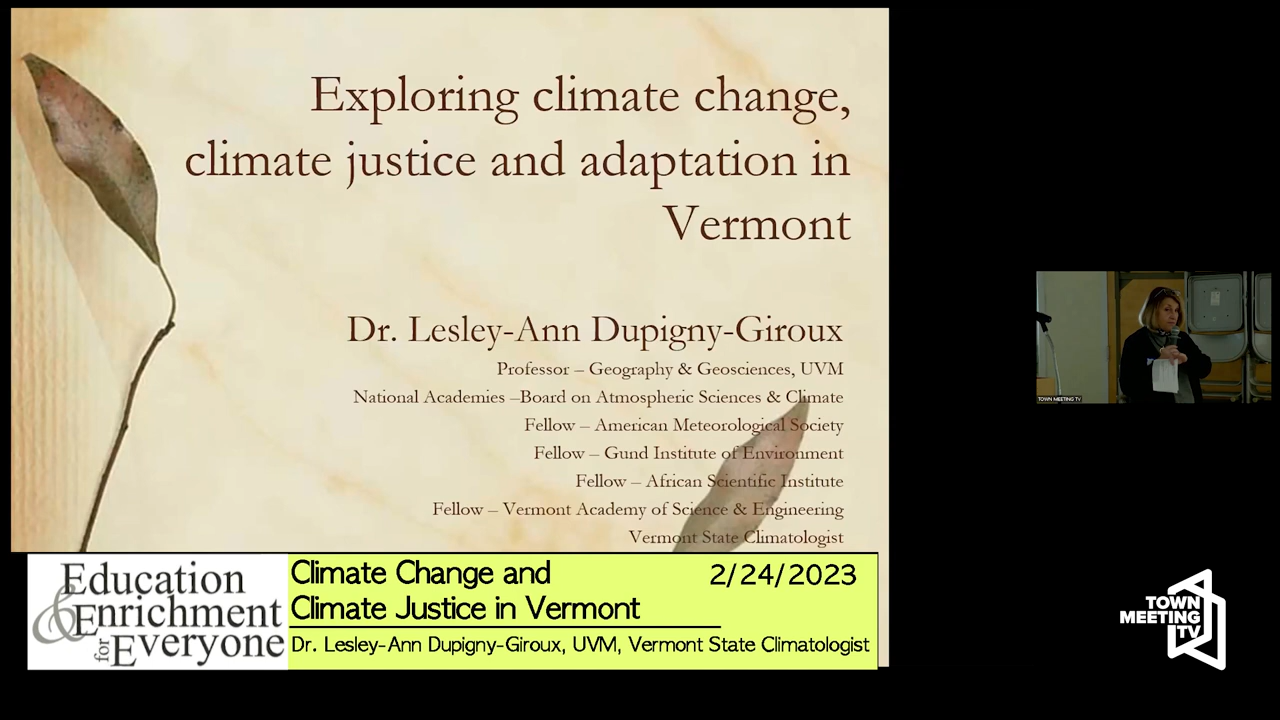 Exploring climate change,
climate justice and adaptation in
Vermont
Dr. Lesley-Ann Dupigny-Giroux
Professor – Geography & Geosciences, UVM
National Academies –Board on Atmospheric Sciences & Climate
Fellow – American Meteorological Society
Fellow – Gund Institute of Environment
Fellow – African Scientific Institute
Fellow – Vermont Academy of Science & Engineering
Vermont State Climatologist
Education
& Enrichment
for Everyone
Climate Change and
Climate Justice in Vermont
2/24/2023
Dr. Lesley-Ann Dupigny-Giroux, UVM, Vermont State Climatologist
TOWN MEETING TV
TOWN
MEETING
TV